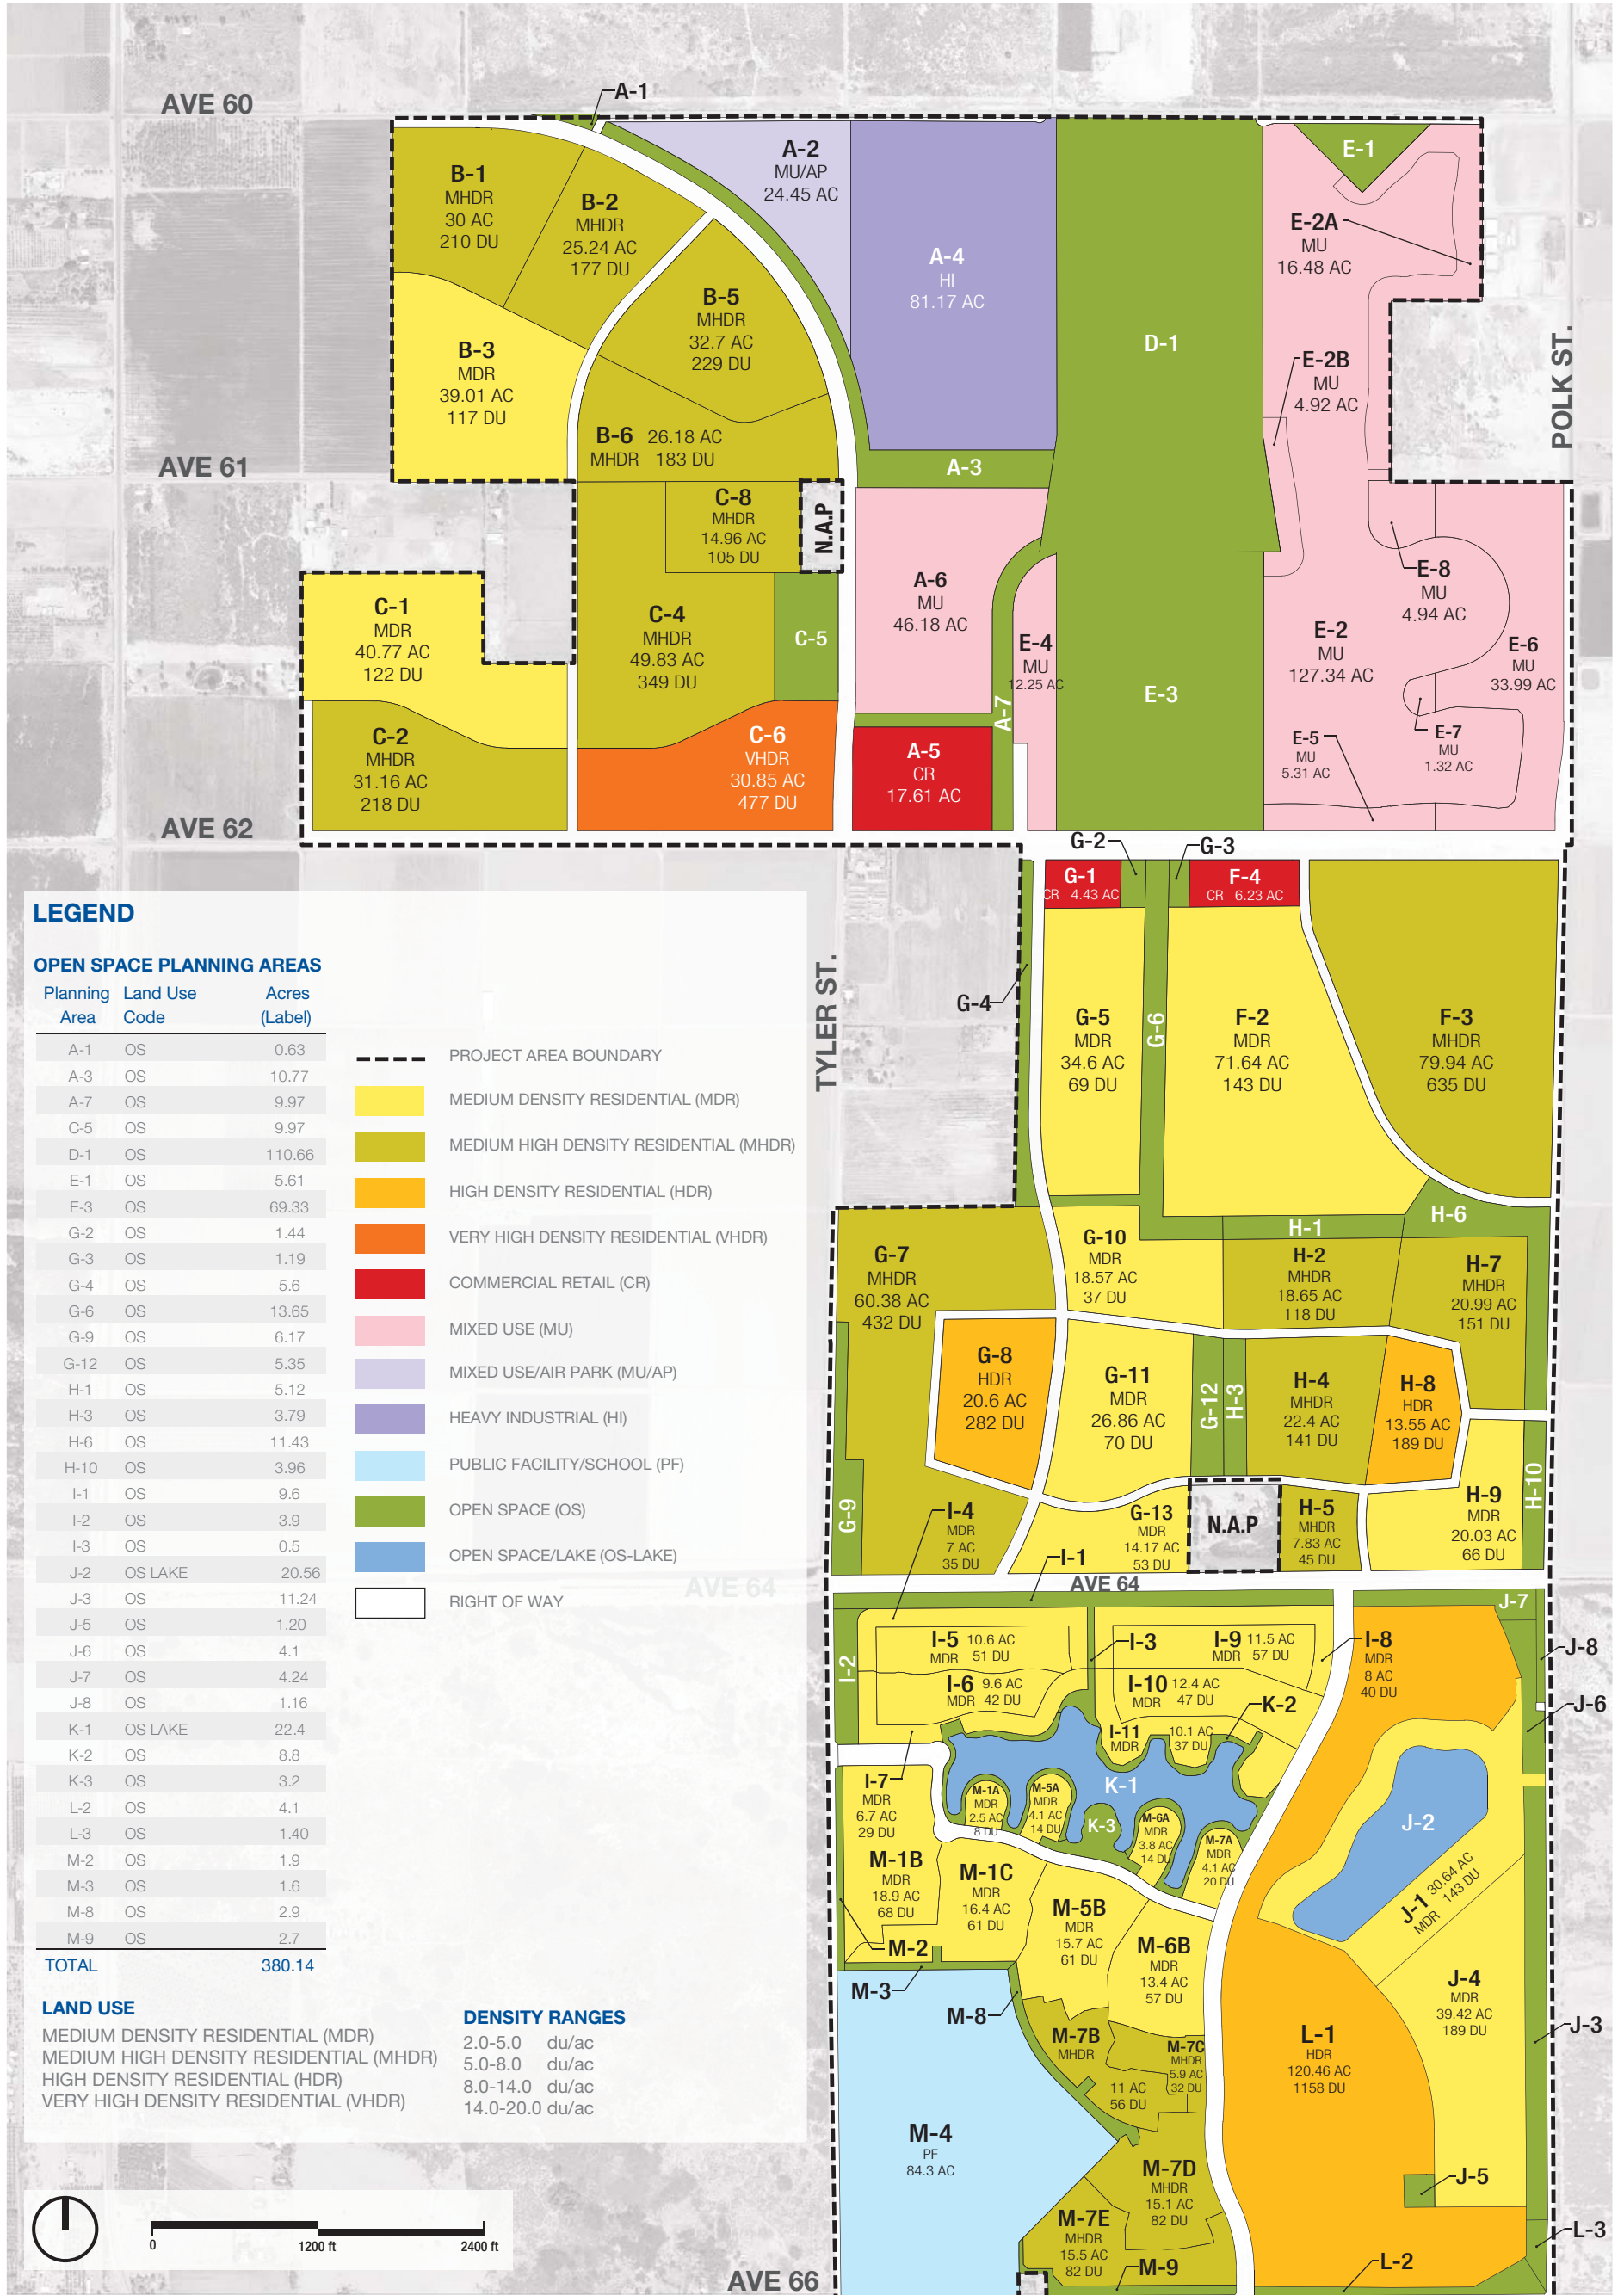 AVE 60
A-1
B-1
MHDR
30 AC
210 DU
B-2
MHDR
25.24 AC
177 DU
A-2
MU/AP
24.45 AC
A-4
HI
81.17 AC
D-1
E-1
E-2A
MU
16.48 AC
B-3
MDR
39.01 AC
117 DU
B-5
MHDR
32.7 AC
229 DU
E-2B
MU
4.92 AC
POLK ST.
B-6 26.18 AC
MHDR 183 DU
AVE 61
A-3
C-8
MHDR
14.96 AC
105 DU
N.A.P
C-1
MDR
40.77 AC
122 DU
C-4
MHDR
49.83 AC
349 DU
C-5
A-6
MU
46.18 AC
E-4
MU
12.25 AC
A-7
E-3
E-2
MU
127.34 AC
E-8
MU
4.94 AC
E-6
MU
33.99 AC
C-2
MHDR
31.16 AC
218 DU
C-6
VHDR
30.85 AC
477 DU
A-5
CR
17.61 AC
E-5
MU
5.31 AC
E-7
MU
1.32 AC
AVE 62
G-2
G-3
G-1
CR 4.43 AC
F-4
CR 6.23 AC
LEGEND
OPEN SPACE PLANNING AREAS
Planning Land Use Acres
Area Code (Label)
A-1 OS 0.63
A-3 OS 10.77
A-7 OS 9.97
C-5 OS 9.97
D-1 OS 110.66
E-1 OS 5.61
E-3 OS 69.33
G-2 OS 1.44
G-3 OS 1.19
G-4 OS 5.6
G-6 OS 13.65
G-9 OS 6.17
G-12 OS 5.35
H-1 OS 5.12
H-3 OS 3.79
H-6 OS 11.43
H-10 OS 3.96
I-1 OS 9.6
I-2 OS 3.9
I-3 OS 0.5
J-2 OS LAKE 20.56
J-3 OS 11.24
J-5 OS 1.20
J-6 OS 4.1
J-7 OS 4.24
J-8 OS 1.16
K-1 OS LAKE 22.4
K-2 OS 8.8
K-3 OS 3.2
L-2 OS 4.1
L-3 OS 1.40
M-2 OS 1.9
M-3 OS 1.6
M-8 OS 2.9
M-9 OS 2.7
TOTAL 380.14
PROJECT AREA BOUNDARY
MEDIUM DENSITY RESIDENTIAL (MDR)
MEDIUM HIGH DENSITY RESIDENTIAL (MHDR)
HIGH DENSITY RESIDENTIAL (HDR)
VERY HIGH DENSITY RESIDENTIAL (VHDR)
COMMERCIAL RETAIL (CR)
MIXED USE (MU)
MIXED USE/AIR PARK (MU/AP)
HEAVY INDUSTRIAL (HI)
PUBLIC FACILITY/SCHOOL (PF)
OPEN SPACE (OS)
OPEN SPACE/LAKE (OS-LAKE)
RIGHT OF WAY
LAND USE
MEDIUM DENSITY RESIDENTIAL (MDR)
MEDIUM HIGH DENSITY RESIDENTIAL (MHDR)
HIGH DENSITY RESIDENTIAL (HDR)
VERY HIGH DENSITY RESIDENTIAL (VHDR)
DENSITY RANGES
2.0-5.0 du/ac
5.0-8.0 du/ac
8.0-14.0 du/ac
14.0-20.0 du/ac
0 1200 ft 2400 ft
TYLER ST.
G-4
G-5
MDR
34.6 AC
69 DU
G-6
F-2
MDR
71.64 AC
143 DU
F-3
MHDR
79.94 AC
635 DU
G-7
MHDR
60.38 AC
432 DU
G-10
MDR
18.57 AC
37 DU
H-1
H-6
H-2
MHDR
18.65 AC
118 DU
H-7
MHDR
20.99 AC
151 DU
G-8
HDR
20.6 AC
282 DU
G-11
MDR
26.86 AC
70 DU
G-12
H-3
H-4
MHDR
22.4 AC
141 DU
H-8
HDR
13.55 AC
189 DU
G-9
I-4
MDR
7 AC
35 DU
G-13
MDR
14.17 AC
53 DU
N.A.P
H-5
MHDR
7.83 AC
45 DU
H-9
MDR
20.03 AC
66 DU
H-10
I-1
AVE 64
AVE 64
J-7
I-2
I-5 10.6 AC
MDR 51 DU
I-3
I-9 11.5 AC
MDR 57 DU
I-8
MDR
8 AC
40 DU
J-8
I-6 9.6 AC
MDR 42 DU
I-10 12.4 AC
MDR 47 DU
K-2
J-6
I-11 10.1 AC
MDR 37 DU
I-7
MDR
6.7 AC
29 DU
M-1A
MDR
2.5 AC
8 DU
M-5A
MDR
4.1 AC
14 DU
K-1
K-3
M-6A
MDR
3.8 AC
14 DU
M-7A
MDR
4.1 AC
20 DU
J-2
J-1 30.64 AC
MDR 143 DU
M-1B
MDR
18.9 AC
68 DU
M-1C
MDR
16.4 AC
61 DU
M-5B
MDR
15.7 AC
61 DU
M-6B
MDR
13.4 AC
57 DU
M-2
M-3
M-8
J-4
MDR
39.42 AC
189 DU
J-3
M-7B
MHDR
11 AC
56 DU
M-7C
MHDR
5.9 AC
32 DU
L-1
HDR
120.46 AC
1158 DU
M-4
PF
84.3 AC
M-7D
MHDR
15.1 AC
82 DU
J-5
M-7E
MHDR
15.5 AC
82 DU
M-9
L-3
L-2
AVE 66